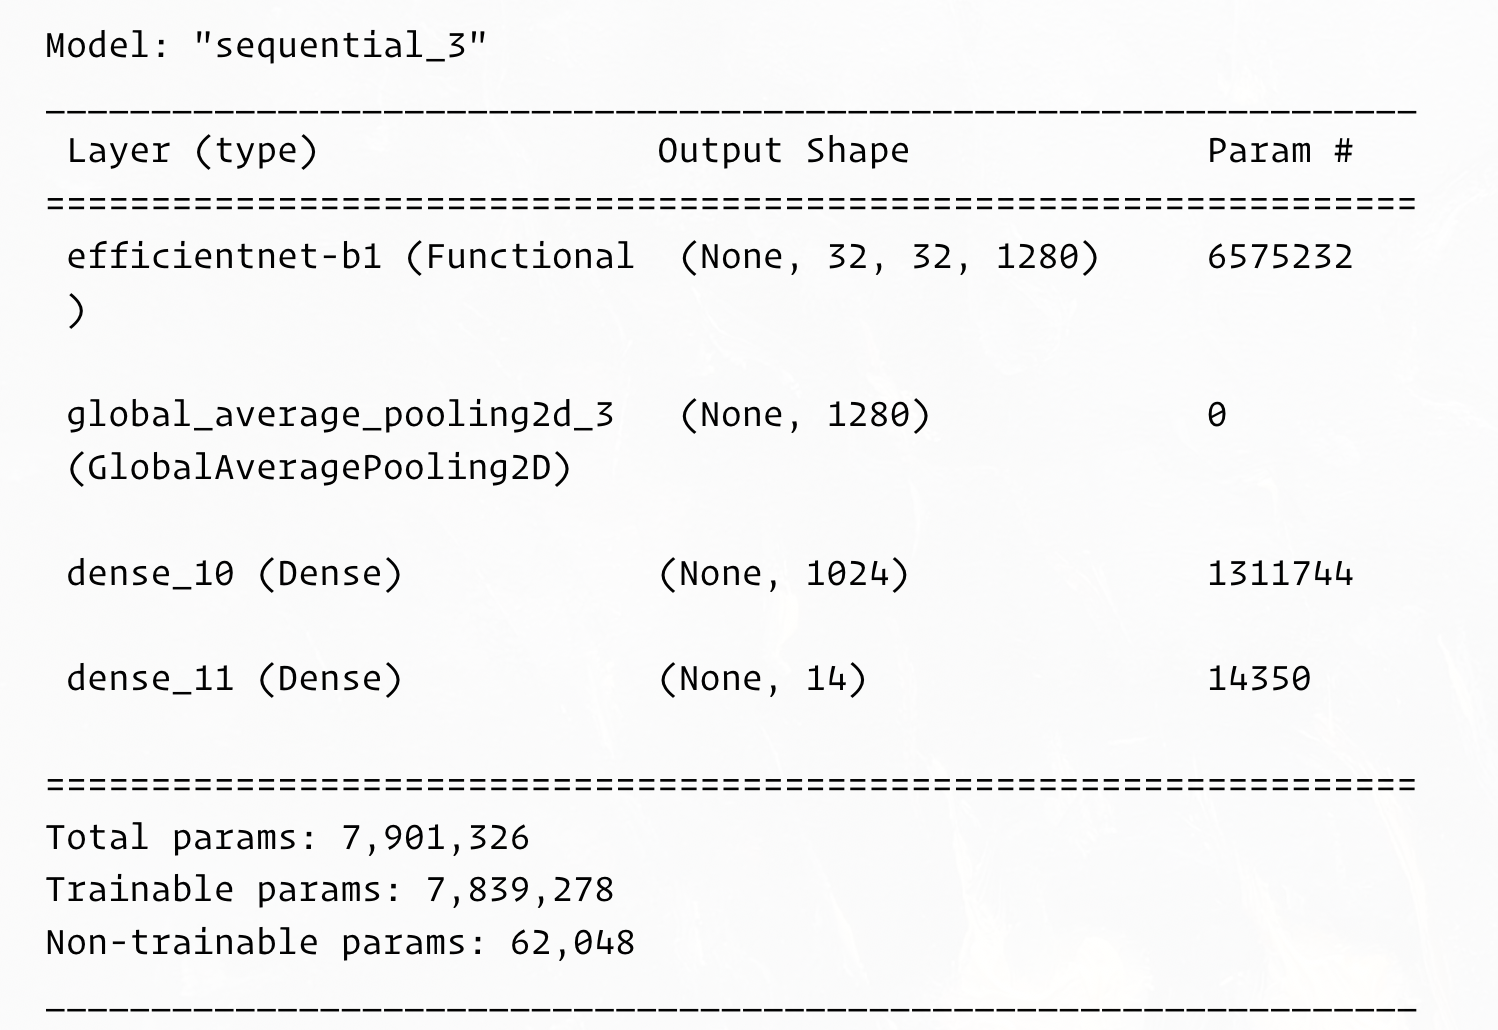 Model: "sequential_3"
_________________________________________________________________
Layer (type) Output Shape Param #
=================================================================
efficientnet-b1 (Functional (None, 32, 32, 1280) 6575232
)
global_average_pooling2d_3 (None, 1280) 0
(GlobalAveragePooling2D)
dense_10 (Dense) (None, 1024) 1311744
dense_11 (Dense) (None, 14) 14350
=================================================================
Total params: 7,901,326
Trainable params: 7,839,278
Non-trainable params: 62,048
_________________________________________________________________